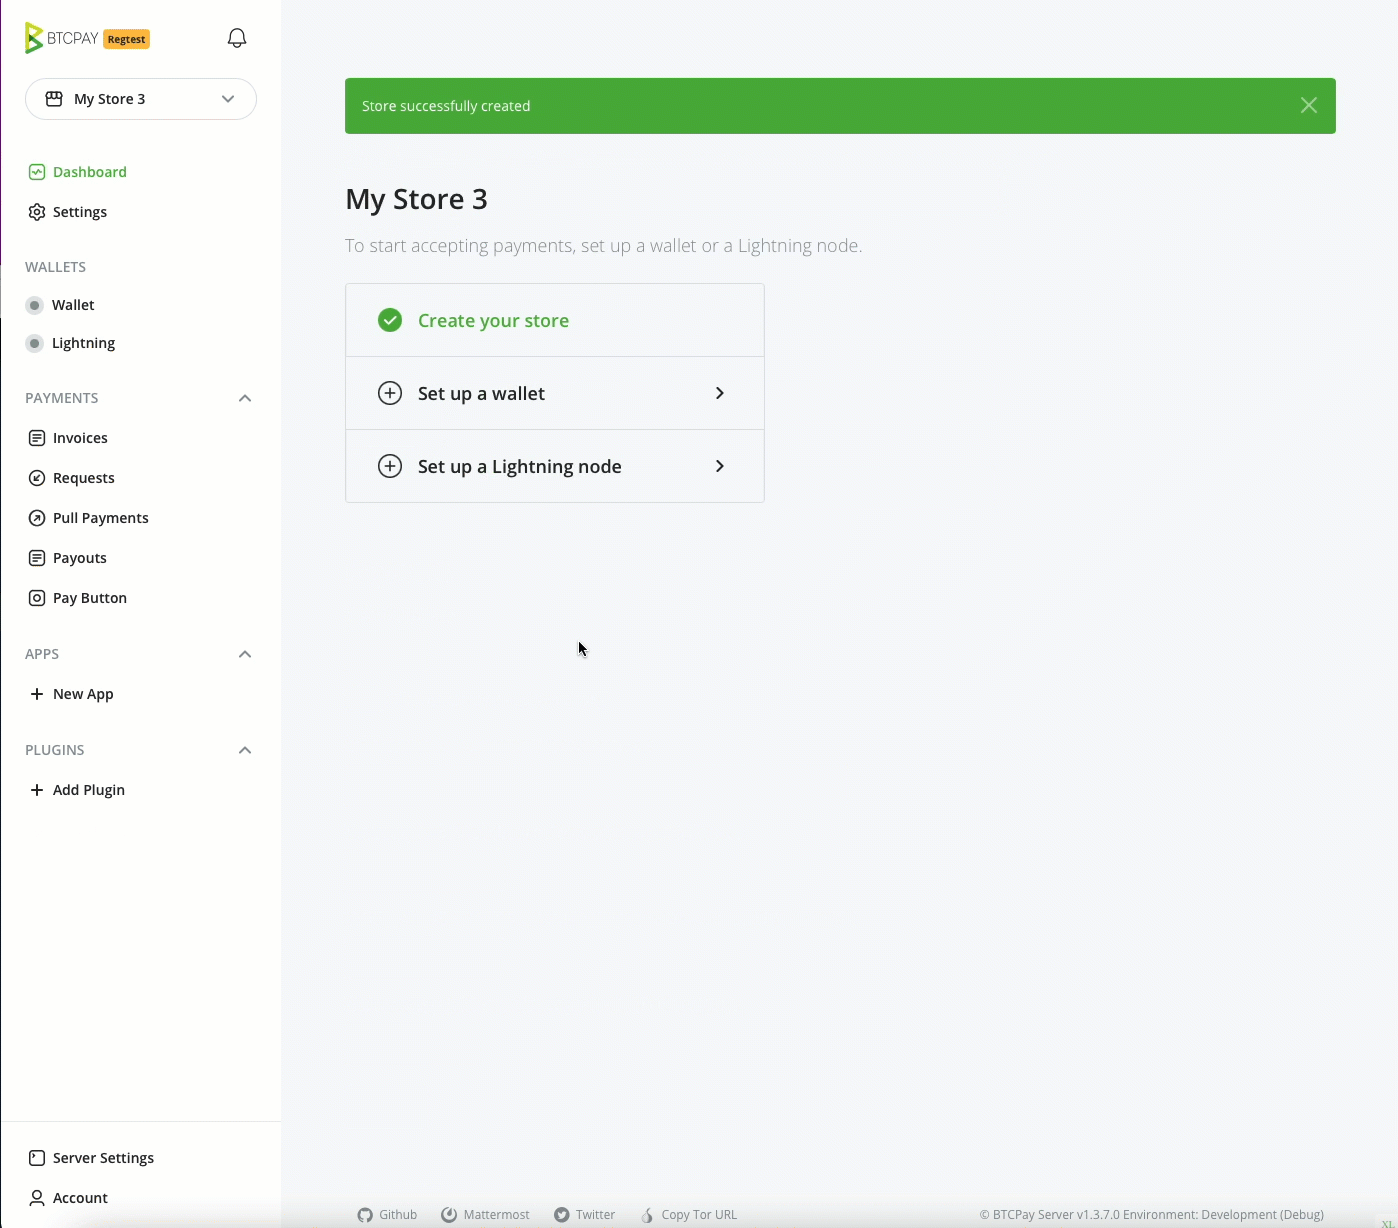 BTCPAY Regtest
My Store 3
Dashboard
Settings
WALLETS
Wallet
Lightning
PAYMENTS
Invoices
Requests
Pull Payments
Payouts
Pay Button
APPS
New App
PLUGINS
Add Plugin
Server Settings
Account
Store successfully created
My Store 3
To start accepting payments, set up a wallet or a Lightning node.
Create your store
Set up a wallet
Set up a Lightning node
Github Mattermost Twitter Copy Tor URL © BTCPay Server v1.3.7.0 Environment: Development (Debug)